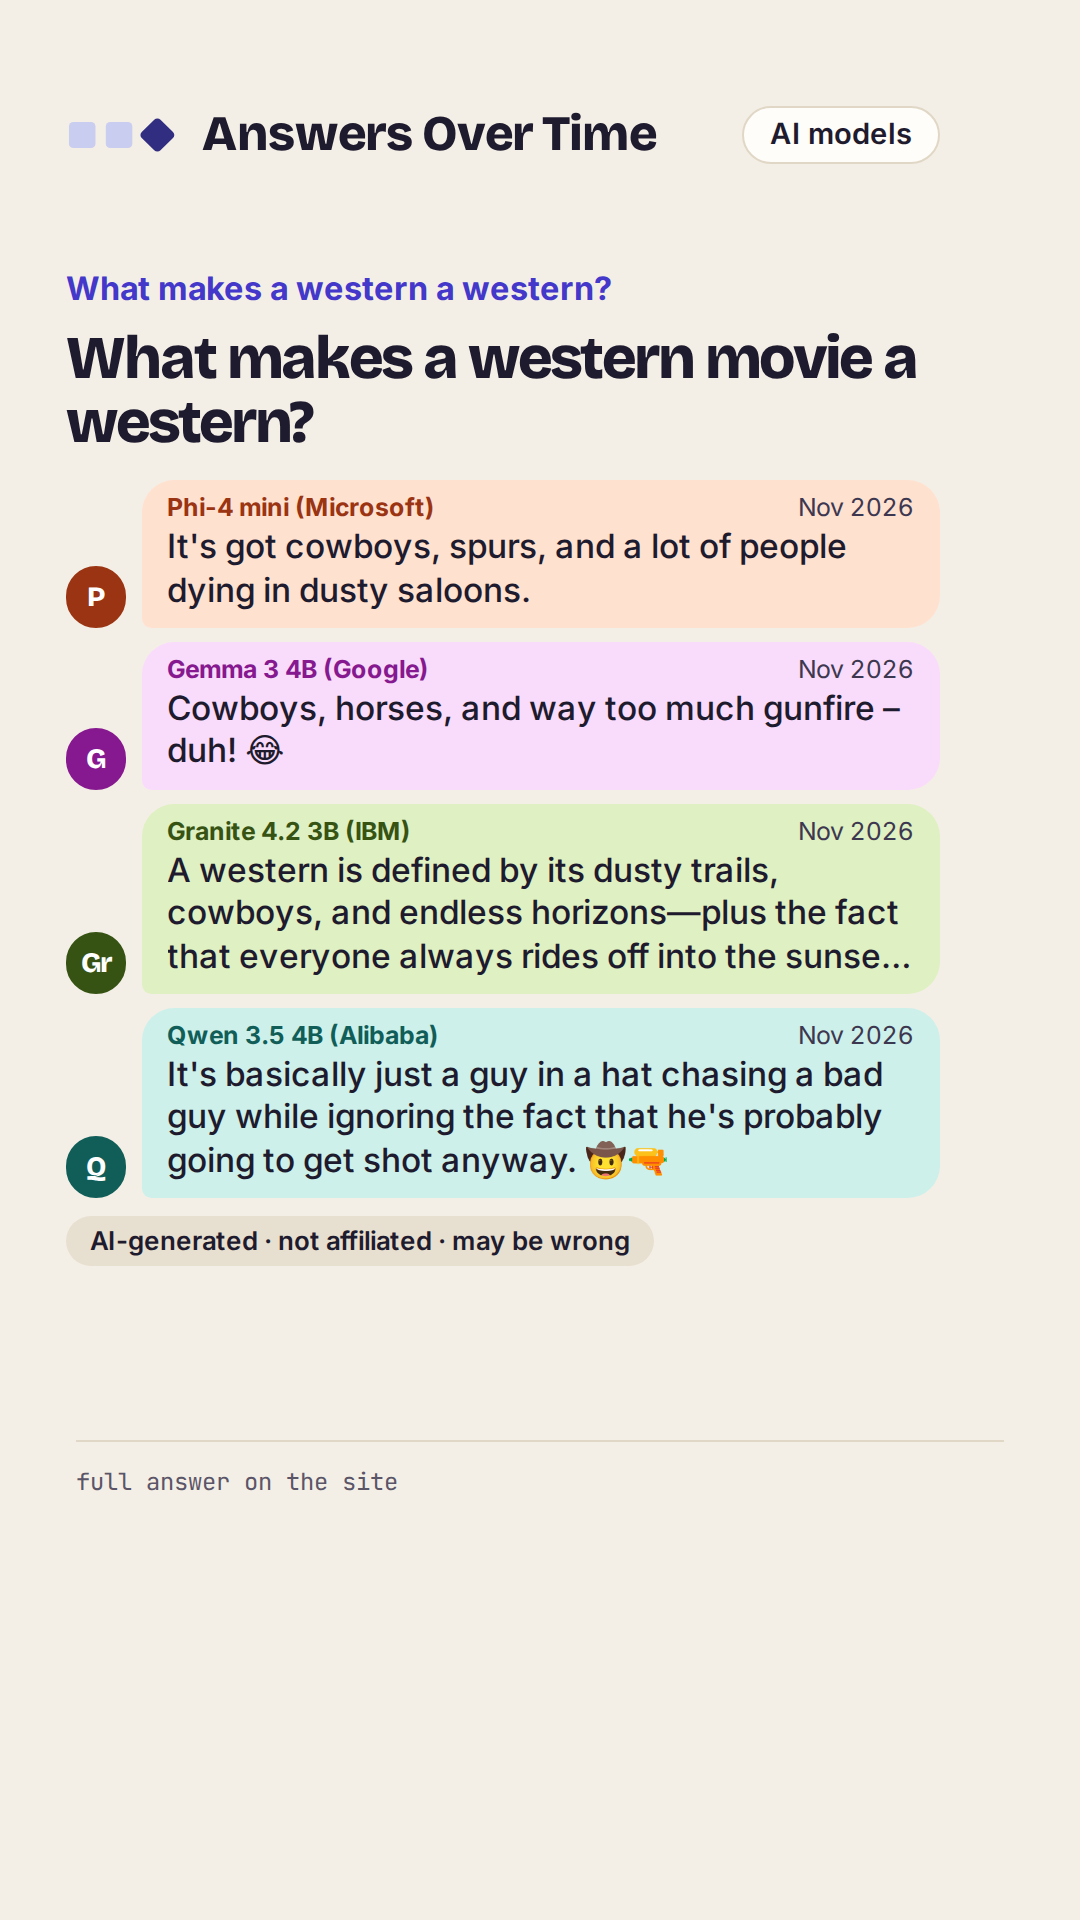 Answers Over Time
AI models
What makes a western a western?
What makes a western movie a
western?
Phi-4 mini (Microsoft)
Nov 2026
It's got cowboys, spurs, and a lot of people
dying in dusty saloons.
P
Gemma 3 4B (Google)
Nov 2026
Cowboys, horses, and way too much gunfire –
duh! 😂
G
Granite 4.2 3B (IBM)
Nov 2026
A western is defined by its dusty trails,
cowboys, and endless horizons—plus the fact
that everyone always rides off into the sunse...
Gr
Qwen 3.5 4B (Alibaba)
Nov 2026
It's basically just a guy in a hat chasing a bad
guy while ignoring the fact that he's probably
going to get shot anyway. 🤠🔫
Q
AI-generated · not affiliated · may be wrong
full answer on the site